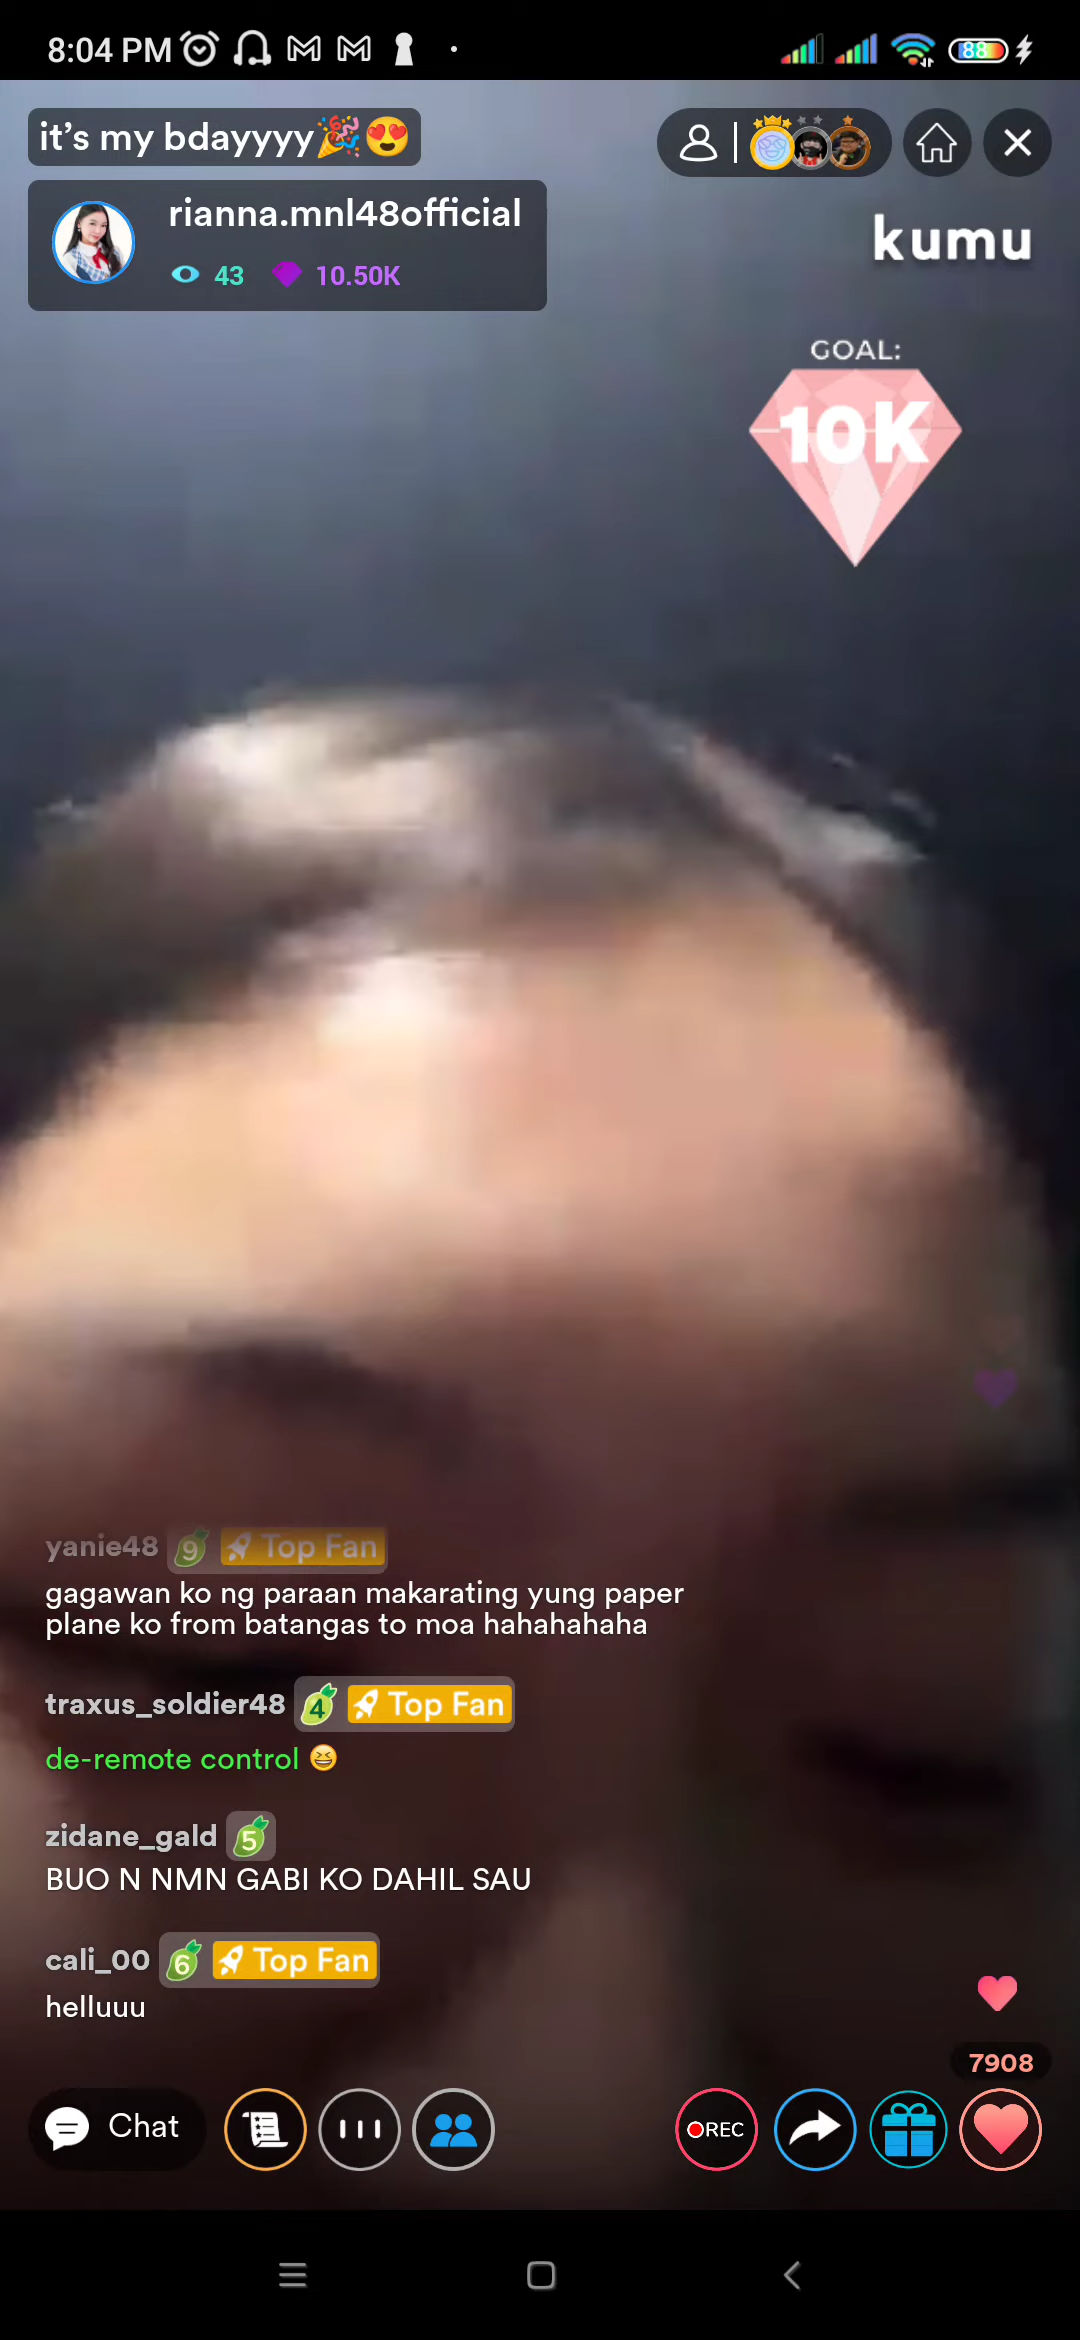 8:04 PM
88
it's my bdayyyy🎉😍
rianna.mnl48official
43 10.50K
kumu
GOAL:
10K
yanie48 9 Top Fan
gagawan ko ng paraan makarating yung paper
plane ko from batangas to moa hahahahaha
traxus_soldier48 4 Top Fan
de-remote control 😆
zidane_gald 5
BUO N NMN GABI KO DAHIL SAU
cali_00 6 Top Fan
helluuu
7908
Chat
REC